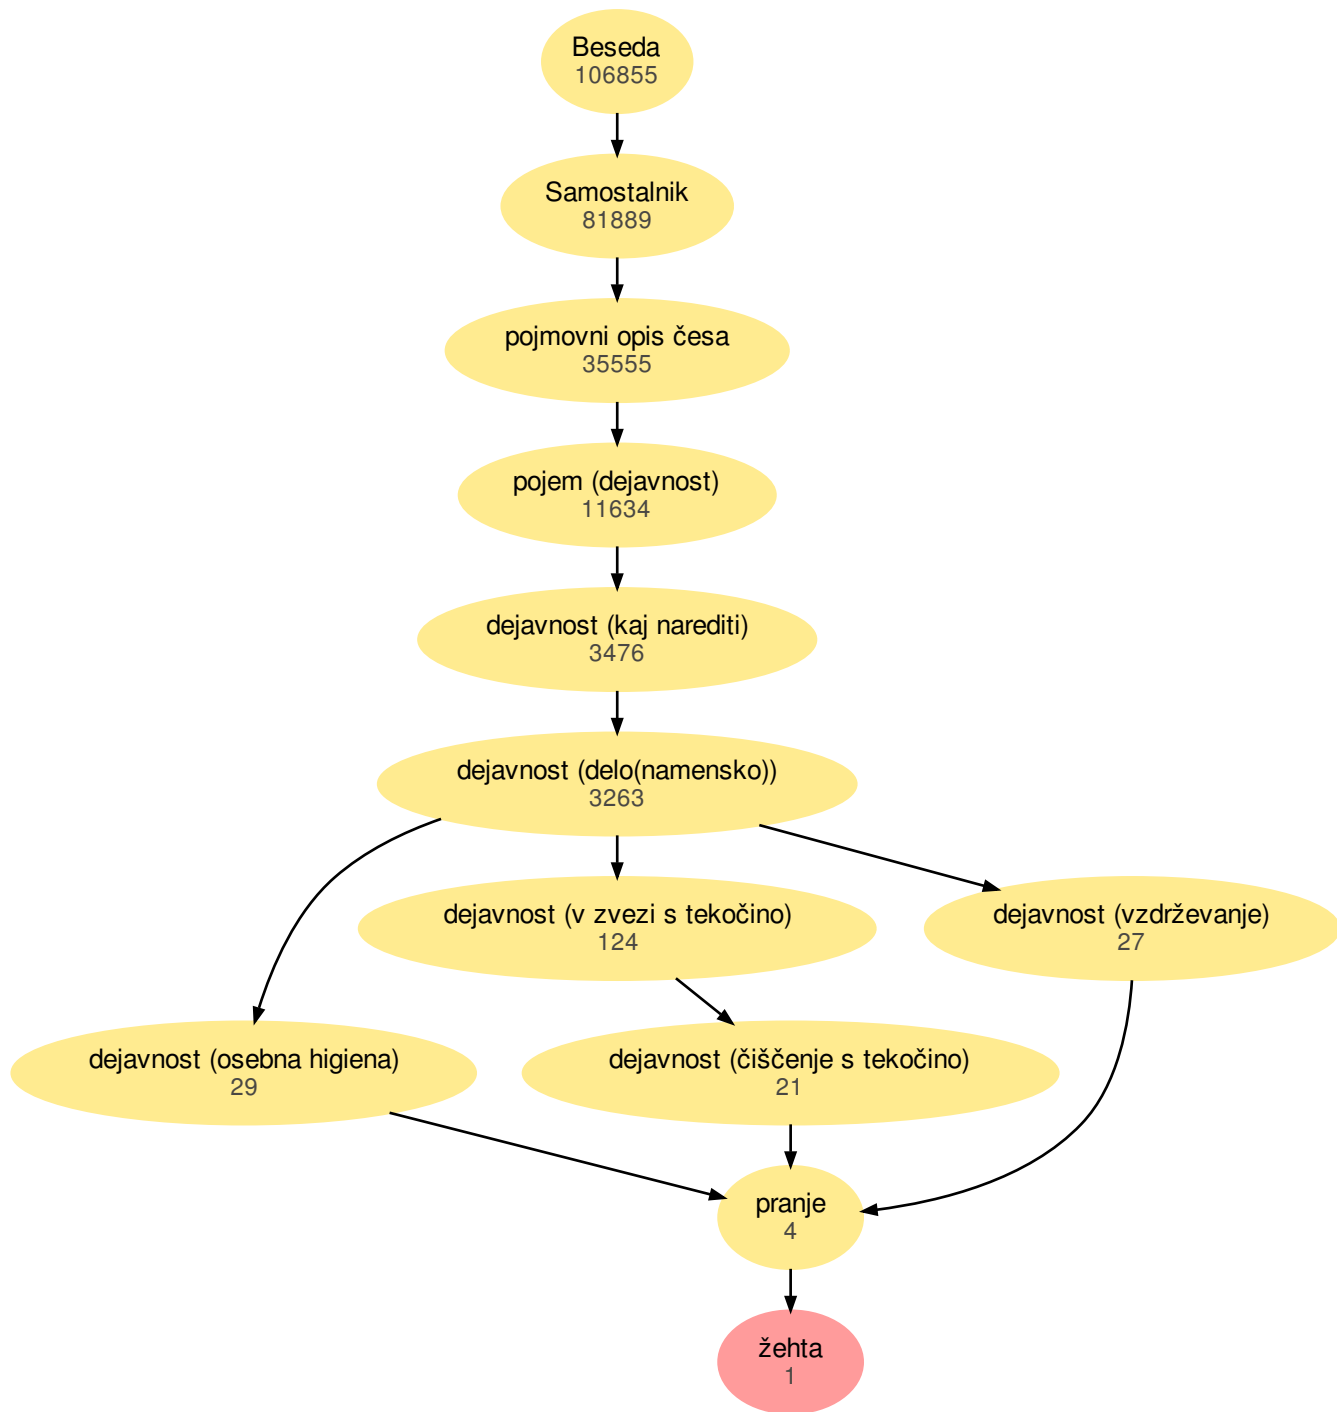 Beseda
106855
Samostalnik
81889
pojmovni opis česa
35555
pojem (dejavnost)
11634
dejavnost (kaj narediti)
3476
dejavnost (delo(namensko))
3263
dejavnost (v zvezi s tekočino)
124
dejavnost (vzdrževanje)
27
dejavnost (osebna higiena)
29
dejavnost (čiščenje s tekočino)
21
pranje
4
žehta
1